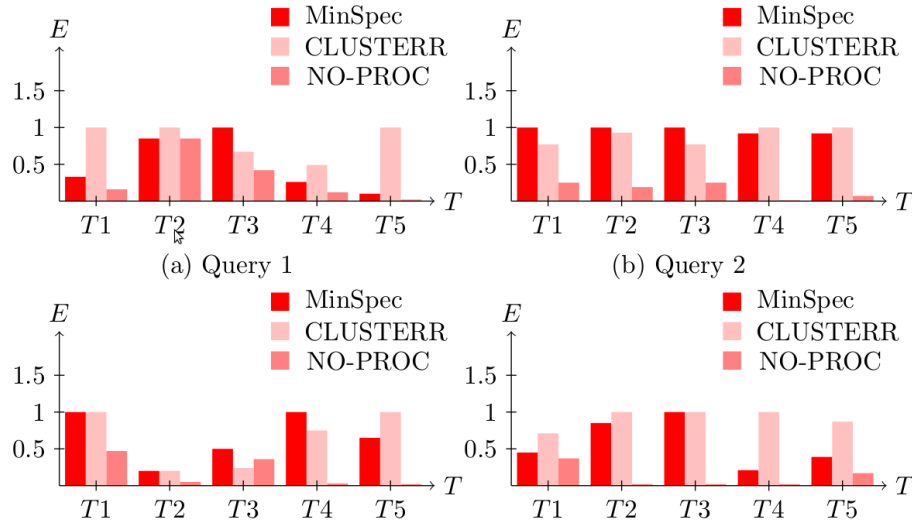 MinSpec
CLUSTERR
NO-PROC
E
1.5
1
0.5
T1 T2 T3 T4 T5 T
(a) Query 1
MinSpec
CLUSTERR
NO-PROC
E
1.5
1
0.5
T1 T2 T3 T4 T5 T
(b) Query 2
MinSpec
CLUSTERR
NO-PROC
E
1.5
1
0.5
T1 T2 T3 T4 T5 T
MinSpec
CLUSTERR
NO-PROC
E
1.5
1
0.5
T1 T2 T3 T4 T5 T